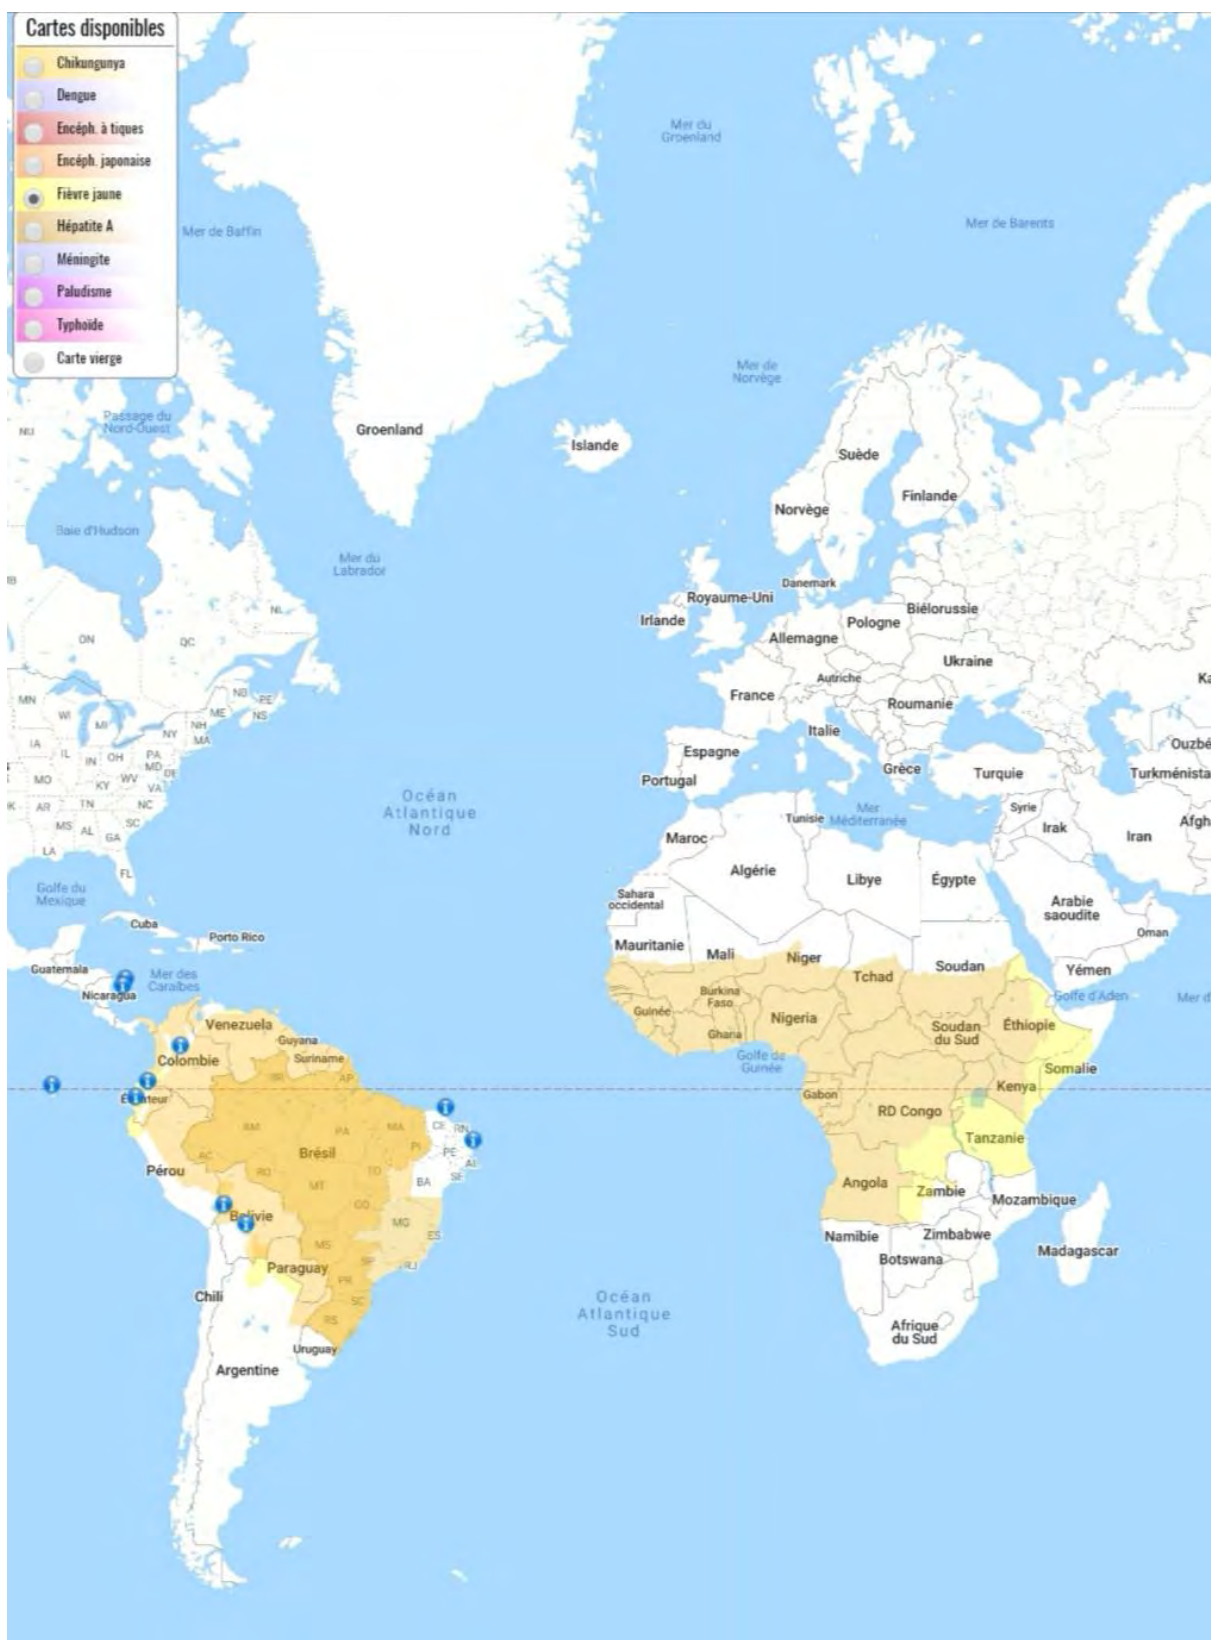 Cartes disponibles
Chikungunya
Dengue
Encéph. à tiques
Encéph. japonaise
Fièvre jaune
Hépatite A
Méningite
Paludisme
Typhoïde
Carte vierge
Mer du
Groenland
Mer de Baffin
Mer de Barents
Mer de
Norvège
Passage du
Nord-Ouest
NU
Groenland
Islande
Suède
Finlande
Norvège
Baie d'Hudson
Mer du
Labrador
Danemark
Royaume-Uni
Irlande
Biélorussie
Pologne
Allemagne
NL
ON
QC
Ukraine
Autriche
Ka
France
Roumanie
MN
WI
MI
NB
PE
ME
NS
NH
NY
MA
Italie
Espagne
Grèce
Portugal
Turquie
Ouzbé
Turkménista
IA
IL
IN
OH
PA
MD
DE
MO
KY
WV
VA
AR
TN
NC
MS
AL
GA
SC
LA
FL
Océan
Atlantique
Nord
Mer
Méditerranée
Tunisie
Syrie
Irak
Iran
Afgh
Maroc
Algérie
Libye
Égypte
Golfe du
Mexique
Sahara
occidental
Arabie
saoudite
Oman
Cuba
Porto Rico
Mauritanie
Mali
Niger
Tchad
Soudan
Yémen
Guatemala
Mer des
Caraïbes
Nicaragua
Golfe d'Aden
Mer d
Burkina
Faso
Guinée
Nigeria
Ghana
Soudan
du Sud
Éthiopie
Venezuela
Guyana
Suriname
Colombie
Golfe de
Guinée
Somalie
Kenya
RR
AP
Gabon
RD Congo
Tanzanie
AM
PA
MA
CE
RN
PI
PE
AL
SE
BA
Brésil
AC
RO
TO
MT
Pérou
Angola
Zambie
Mozambique
GO
Bolivie
MG
ES
MS
SP
RJ
Namibie
Zimbabwe
Botswana
Madagascar
Paraguay
PR
SC
RS
Chili
Océan
Atlantique
Sud
Afrique
du Sud
Uruguay
Argentine